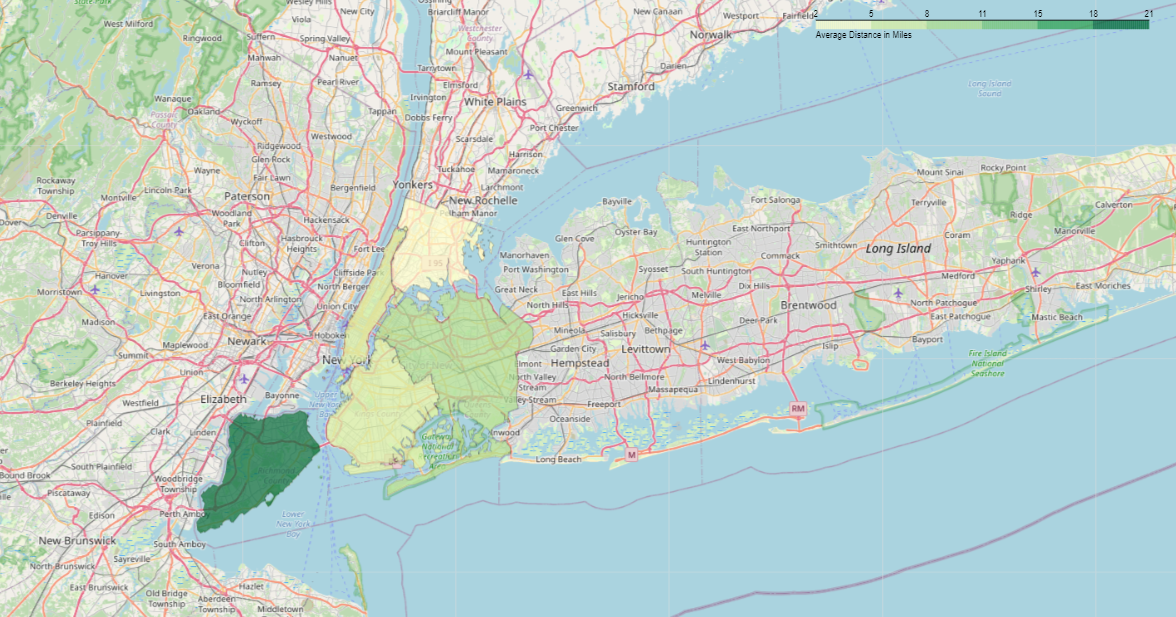 State Park
Wesley Hills
New City
Ossining
Briarcliff Manor
New Canaan
Westport
Fairfield
2 5 8 11 15 18 21
Average Distance in Miles
West Milford
Viola
Ringwood
Suffern
Spring Valley
Westchester
County
Norwalk
Mahwah
Nanuet
Mount Pleasant
Tarrytown
Darien
Ramsey
Pearl River
Elmsford
Stamford
Long Island
Sound
Wanaque
Irvington
White Plains
Oakland
Tappan
Greenwich
Passaic
County
Wyckoff
Dobbs Ferry
Port Chester
Westwood
Scarsdale
Ridgewood
Harrison
Glen Rock
Rocky Point
Wayne
Tuckahoe
Mamaroneck
Mount Sinai
Rockaway
Township
Fair Lawn
Lincoln Park
Bergenfield
Yonkers
Larchmont
Montville
Paterson
New Rochelle
Bayville
Fort Salonga
Terryville
Calverton
Denville
Woodland
Park
Pelham Manor
Ridge
Dover
Hackensack
East Northport
Manorville
Parsippany-
Troy Hills
Clifton
Hasbrouck
Heights
Fort Lee
Glen Cove
Oyster Bay
Huntington
Station
Smithtown
Long Island
Coram
Manorhaven
Commack
Yaphank
Verona
Cliffside Park
Port Washington
Syosset
South Huntington
Hanover
Nutley
North Bergen
Medford
Bloomfield
Great Neck
East Hills
Dix Hills
Shirley
East Moriches
Morristown
Livingston
North Arlington
Union City
North Hills
Jericho
Melville
Brentwood
North Patchogue
East Orange
Hicksville
Deer Park
East Patchogue
Mastic Beach
Madison
Hoboken
Mineola
Salisbury
Bethpage
Bayport
Maplewood
Newark
Garden City
Levittown
Islip
Summit
New York
Elmont
Hempstead
West Babylon
Fire Island
National
Seashore
Union
North Valley
Stream
North Bellmore
Lindenhurst
Berkeley Heights
Massapequa
Elizabeth
Bayonne
Upper
New York
Bay
Valley Stream
Freeport
Westfield
RM
Plainfield
Oceanside
Clark
Linden
Inwood
Gateway
National
Recreation
Area
M
Long Beach
South Plainfield
Bound Brook
Woodbridge
Township
Piscataway
Edison
Perth Amboy
Lower
New York
Bay
New Brunswick
South Amboy
Sayreville
North Brunswick
East Brunswick
Hazlet
Old Bridge
Township
Aberdeen
Township
Middletown